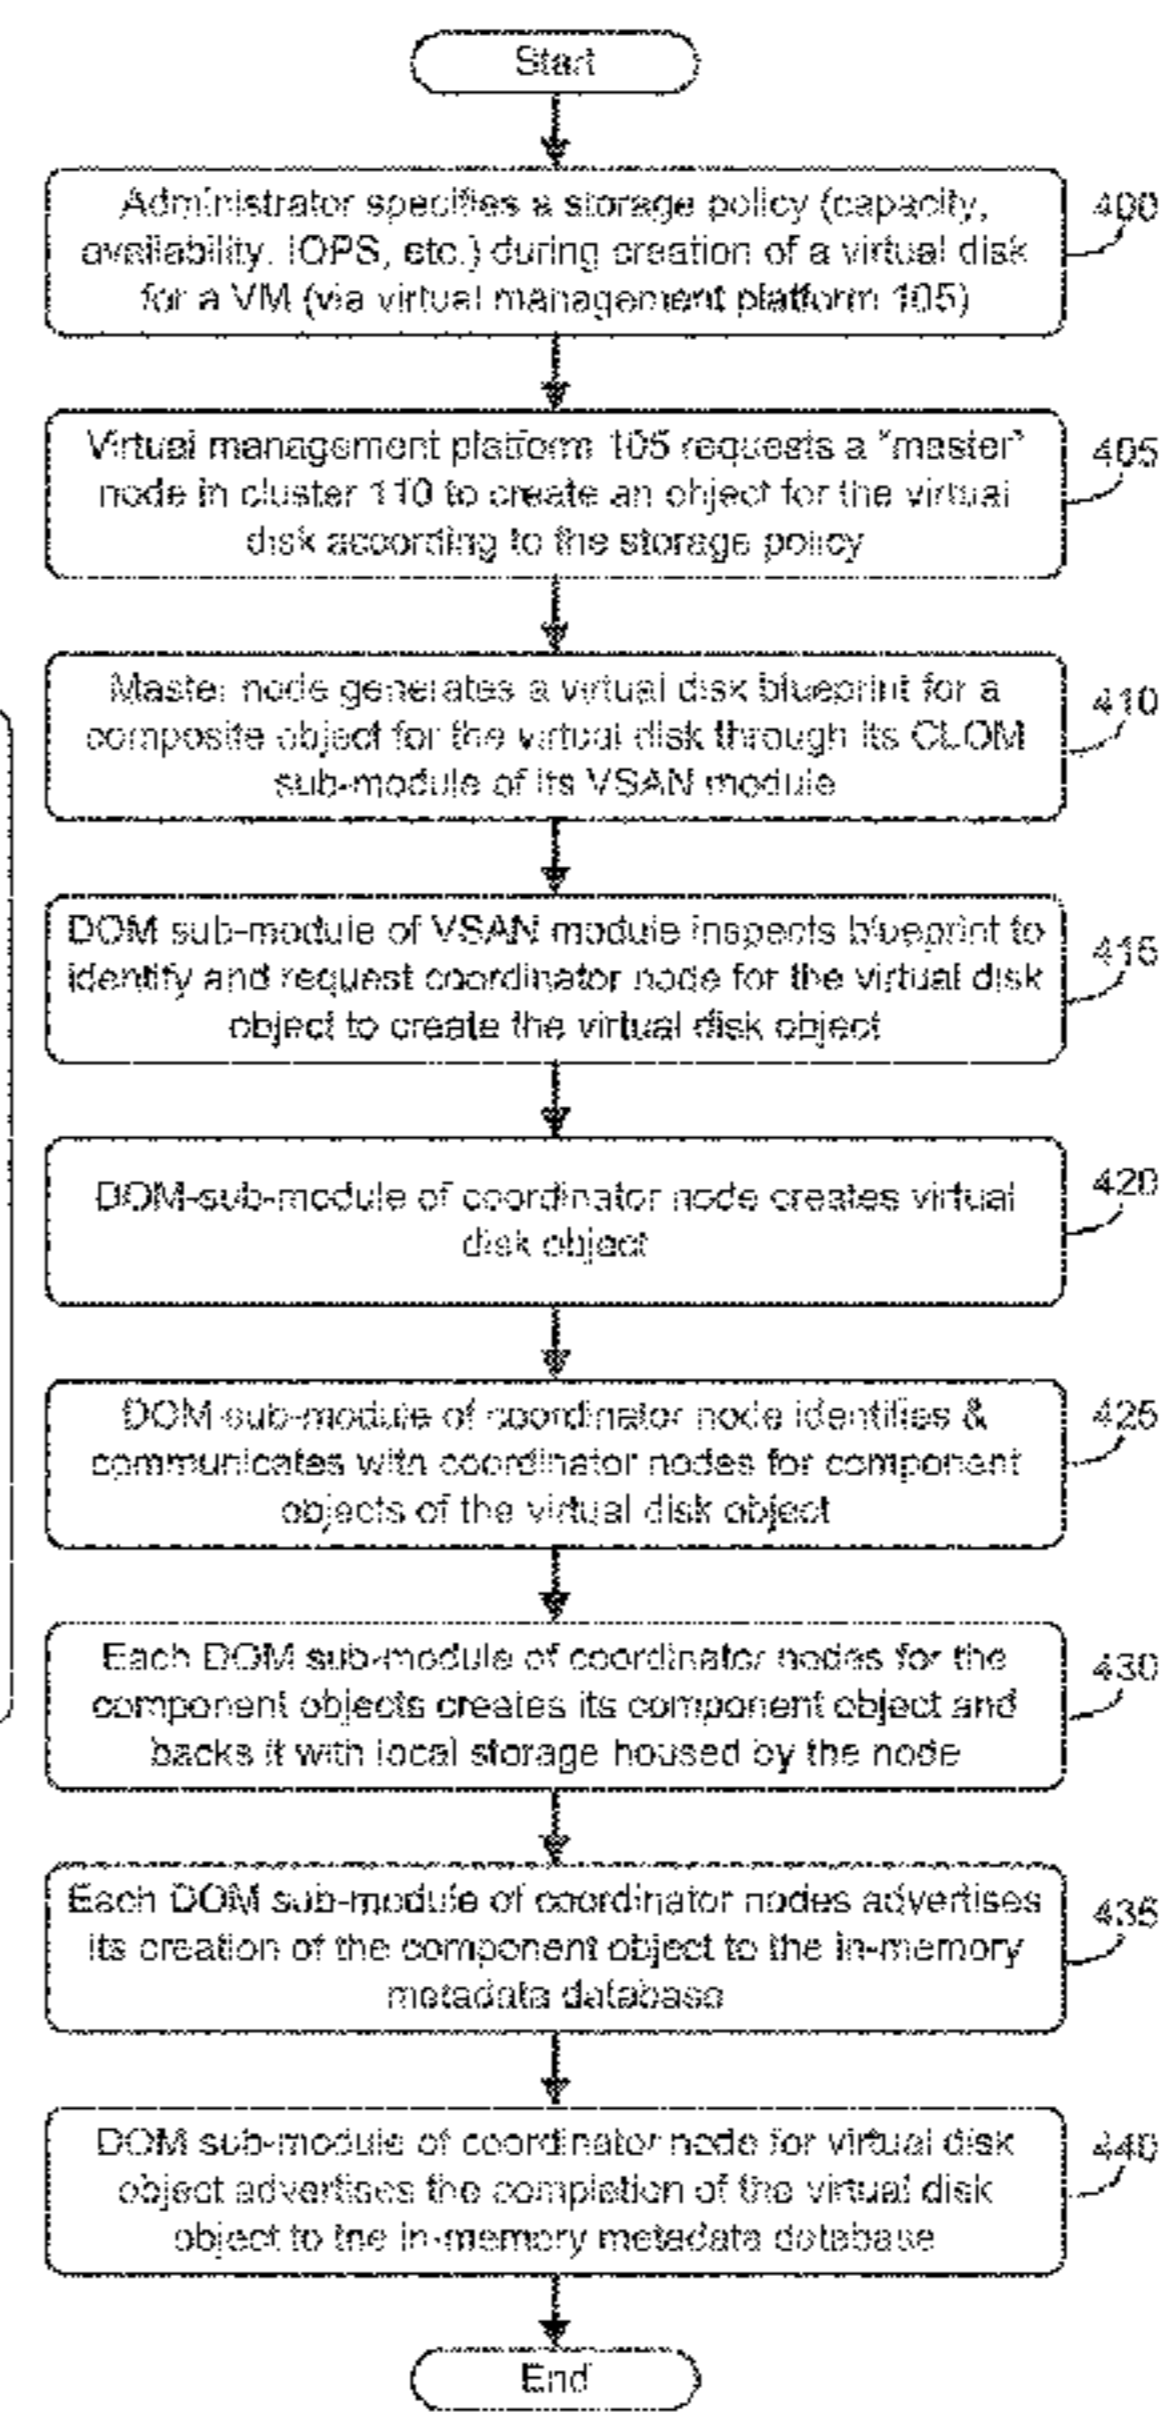 Start
Administrator specifies a storage policy (capacity,
availability, IOPS, etc.) during creation of a virtual disk
for a VM (via virtual management platform 105)
400
Virtual management platform 105 requests a "master"
node in cluster 110 to create an object for the virtual
disk according to the storage policy
405
Master node generates a virtual disk blueprint for a
composite object for the virtual disk through its CLOM
sub-module of its VSAN module
410
DOM sub-module of VSAN module inspects blueprint to
identify and request coordinator node for the virtual disk
object to create the virtual disk object
415
DOM-sub-module of coordinator node creates virtual
disk object
420
DOM-sub-module of coordinator node identifies &
communicates with coordinator nodes for component
objects of the virtual disk object
425
Each DOM sub-module of coordinator nodes for the
component objects creates its component object and
backs it with local storage housed by the node
430
Each DOM sub-module of coordinator nodes advertises
its creation of the component object to the in-memory
metadata database
435
DOM sub-module of coordinator node for virtual disk
object advertises the completion of the virtual disk
object to the in-memory metadata database
440
End